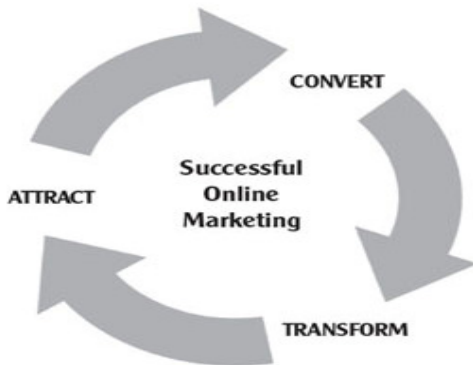 CONVERT
Successful
Online
Marketing
ATTRACT
TRANSFORM